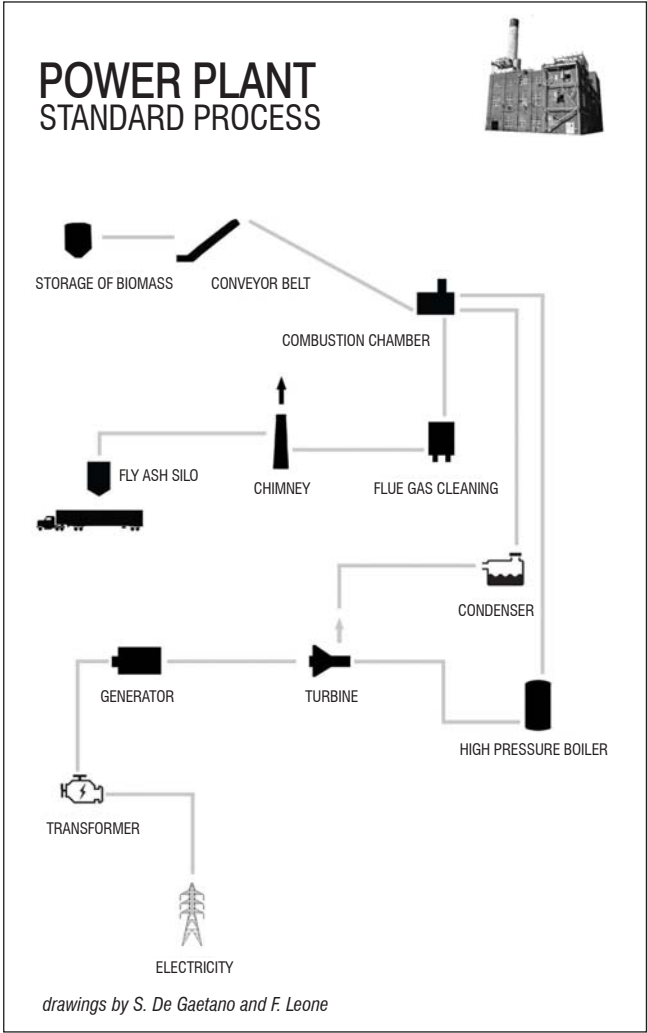 POWER PLANT
STANDARD PROCESS
STORAGE OF BIOMASS
CONVEYOR BELT
COMBUSTION CHAMBER
FLY ASH SILO
CHIMNEY
FLUE GAS CLEANING
CONDENSER
GENERATOR
TURBINE
HIGH PRESSURE BOILER
TRANSFORMER
ELECTRICITY
drawings by S. De Gaetano and F. Leone